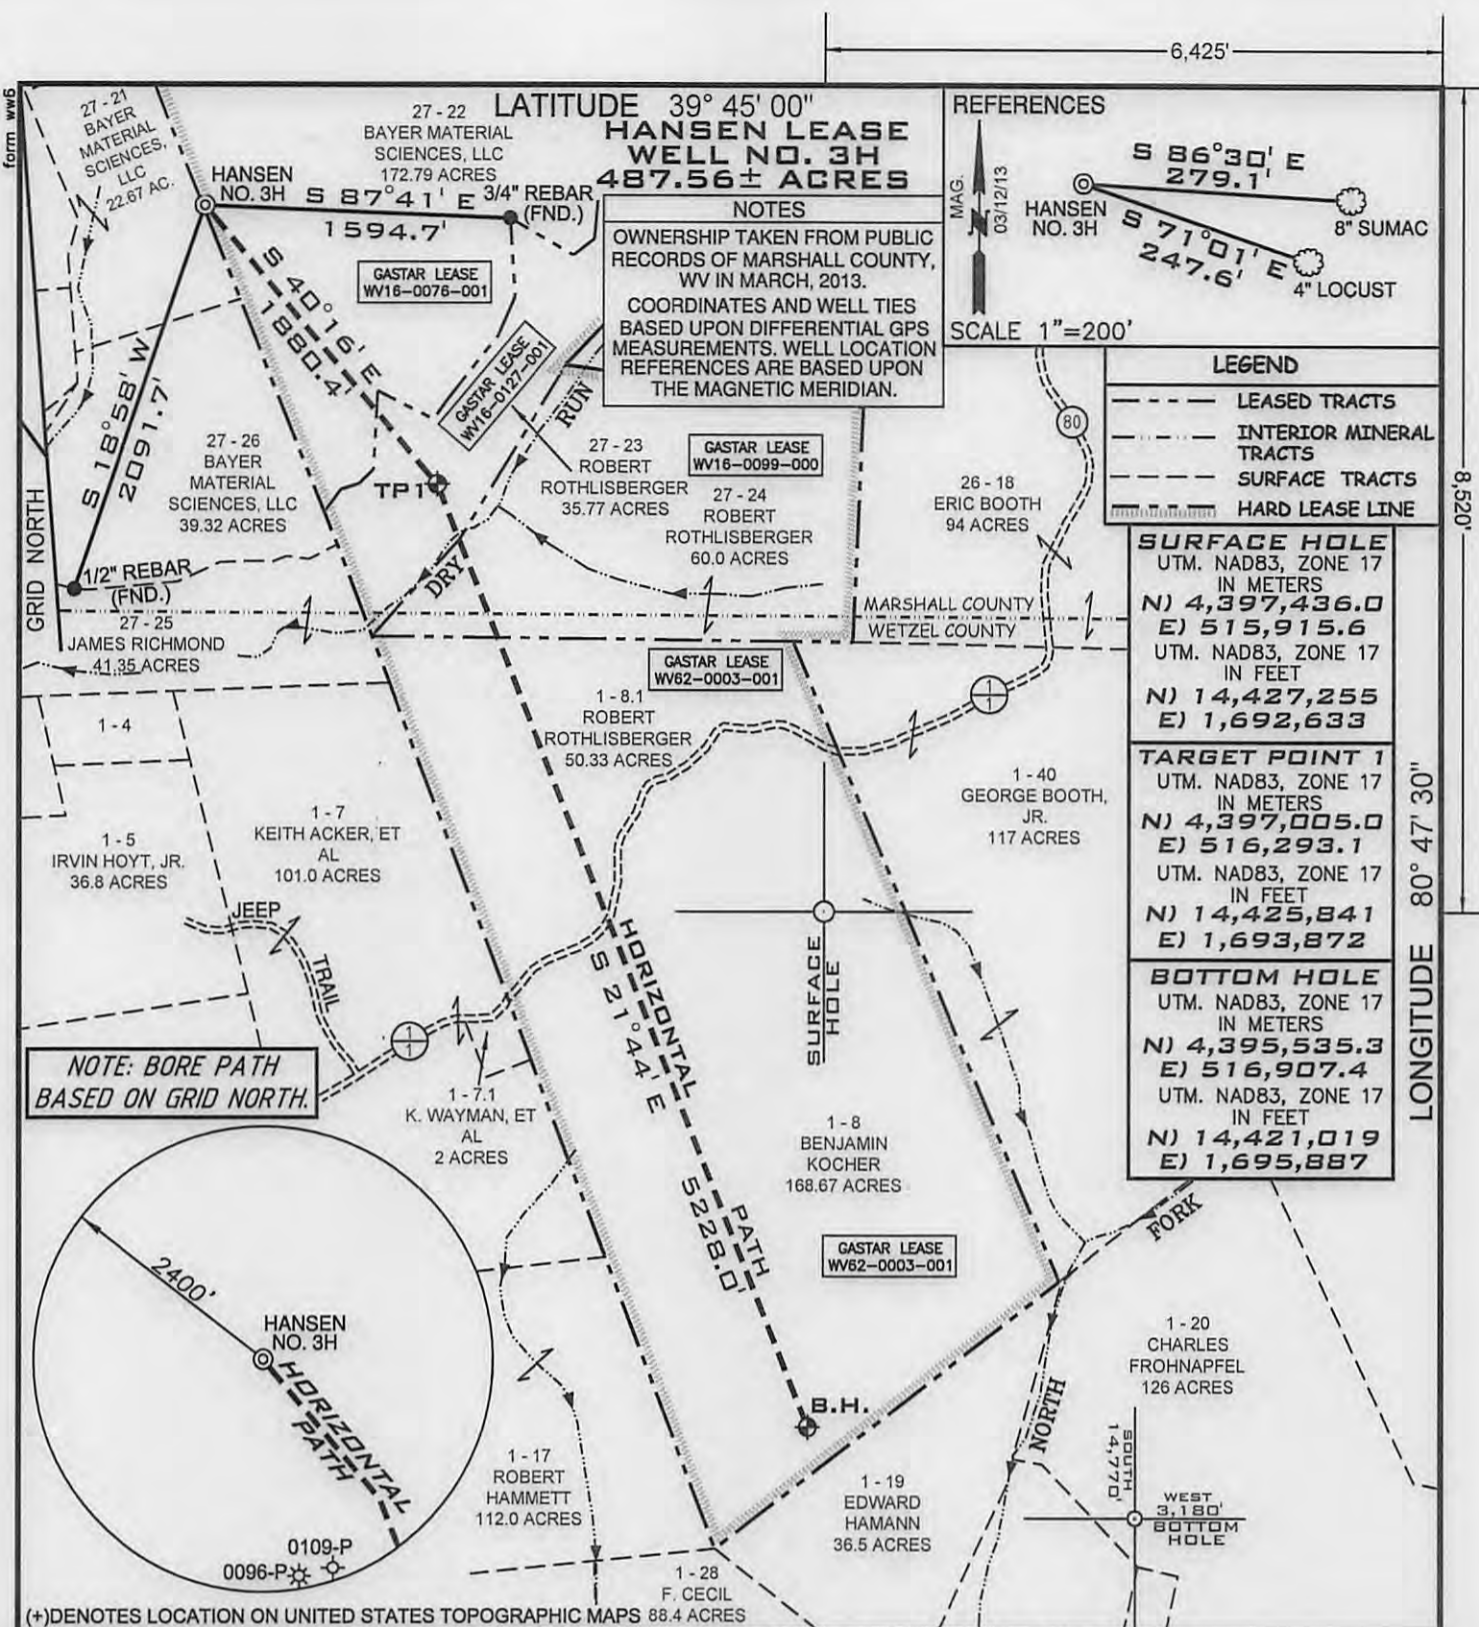 6,425'
form ww6
LATITUDE 39° 45' 00"
HANSEN LEASE
WELL NO. 3H
487.56± ACRES
27 - 21
BAYER
MATERIAL
SCIENCES,
LLC
22.67 AC.
27 - 22
BAYER MATERIAL
SCIENCES, LLC
172.79 ACRES
HANSEN
NO. 3H
S 87°41' E
1594.7'
3/4" REBAR
(FND.)
NOTES
OWNERSHIP TAKEN FROM PUBLIC
RECORDS OF MARSHALL COUNTY,
WV IN MARCH, 2013.
COORDINATES AND WELL TIES
BASED UPON DIFFERENTIAL GPS
MEASUREMENTS. WELL LOCATION
REFERENCES ARE BASED UPON
THE MAGNETIC MERIDIAN.
REFERENCES
MAG.
N
03/12/13
HANSEN
NO. 3H
S 86°30' E
279.1'
8" SUMAC
S 71°01' E
247.6'
4" LOCUST
SCALE 1"=200'
LEGEND
LEASED TRACTS
INTERIOR MINERAL
TRACTS
SURFACE TRACTS
HARD LEASE LINE
8,520'
GASTAR LEASE
WV16-0076-001
S 40°16' E
1880.4'
GASTAR LEASE
WV16-0127-001
RUN
S 18°58' W
2091.7'
27 - 26
BAYER
MATERIAL
SCIENCES, LLC
39.32 ACRES
TP1
27 - 23
ROBERT
ROTHLISBERGER
35.77 ACRES
GASTAR LEASE
WV16-0099-000
27 - 24
ROBERT
ROTHLISBERGER
60.0 ACRES
80
26 - 18
ERIC BOOTH
94 ACRES
GRID NORTH
1/2" REBAR
(FND.)
DRY
27 - 25
JAMES RICHMOND
41.35 ACRES
MARSHALL COUNTY
WETZEL COUNTY
GASTAR LEASE
WV62-0003-001
1
1
SURFACE HOLE
UTM. NAD83, ZONE 17
IN METERS
N) 4,397,436.0
E) 515,915.6
UTM. NAD83, ZONE 17
IN FEET
N) 14,427,255
E) 1,692,633
TARGET POINT 1
UTM. NAD83, ZONE 17
IN METERS
N) 4,397,005.0
E) 516,293.1
UTM. NAD83, ZONE 17
IN FEET
N) 14,425,841
E) 1,693,872
BOTTOM HOLE
UTM. NAD83, ZONE 17
IN METERS
N) 4,395,535.3
E) 516,907.4
UTM. NAD83, ZONE 17
IN FEET
N) 14,421,019
E) 1,695,887
LONGITUDE 80° 47' 30"
1 - 4
1 - 8.1
ROBERT
ROTHLISBERGER
50.33 ACRES
1 - 5
IRVIN HOYT, JR.
36.8 ACRES
1 - 7
KEITH ACKER, ET
AL
101.0 ACRES
1 - 40
GEORGE BOOTH,
JR.
117 ACRES
JEEP
TRAIL
HORIZONTAL
PATH
S 21°44' E
5228.0'
SURFACE
HOLE
1
1
NOTE: BORE PATH
BASED ON GRID NORTH.
1 - 7.1
K. WAYMAN, ET
AL
2 ACRES
1 - 8
BENJAMIN
KOCHER
168.67 ACRES
GASTAR LEASE
WV62-0003-001
FORK
2400'
HANSEN
NO. 3H
HORIZONTAL
PATH
0109-P
0096-P
B.H.
1 - 20
CHARLES
FROHNAPFEL
126 ACRES
NORTH
1 - 17
ROBERT
HAMMETT
112.0 ACRES
1 - 19
EDWARD
HAMANN
36.5 ACRES
SOUTH
14,770'
WEST
3,180'
BOTTOM
HOLE
1 - 28
F. CECIL
88.4 ACRES
(+)DENOTES LOCATION ON UNITED STATES TOPOGRAPHIC MAPS